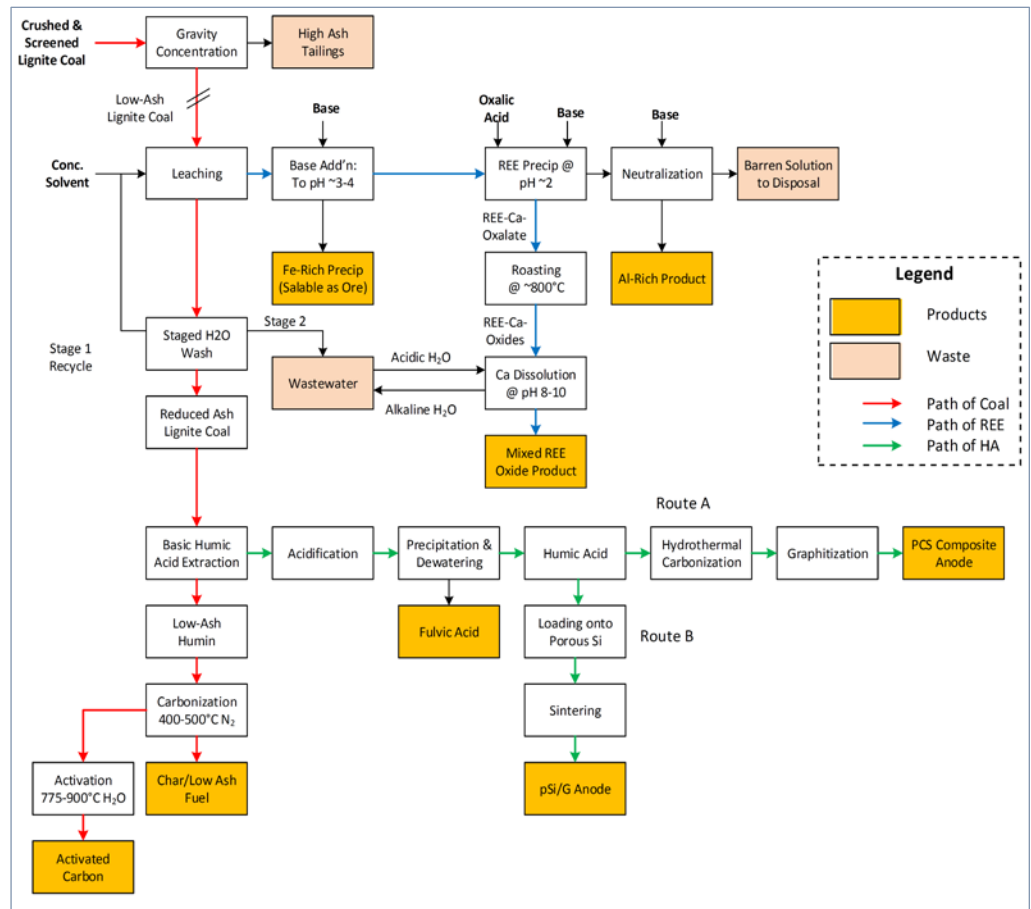 Crushed &
Screened
Lignite Coal
Gravity
Concentration
High Ash
Tailings
Low-Ash
Lignite Coal
Base
Oxalic
Acid
Base
Base
Conc.
Solvent
Leaching
Base Add'n:
To pH ~3-4
REE Precip @
pH ~2
Neutralization
Barren Solution
to Disposal
REE-Ca-
Oxalate
Fe-Rich Precip
(Salable as Ore)
Roasting
@ ~800°C
Al-Rich Product
Legend
Products
Waste
Path of Coal
Path of REE
Path of HA
Stage 1
Recycle
Staged H2O
Wash
Stage 2
REE-Ca-
Oxides
Wastewater
Acidic H₂O
Alkaline H₂O
Ca Dissolution
@ pH 8-10
Reduced Ash
Lignite Coal
Mixed REE
Oxide Product
Route A
Basic Humic
Acid Extraction
Acidification
Precipitation &
Dewatering
Humic Acid
Hydrothermal
Carbonization
Graphitization
PCS Composite
Anode
Low-Ash
Humin
Fulvic Acid
Loading onto
Porous Si
Route B
Carbonization
400-500°C N₂
Sintering
Activation
775-900°C H₂O
Char/Low Ash
Fuel
pSi/G Anode
Activated
Carbon